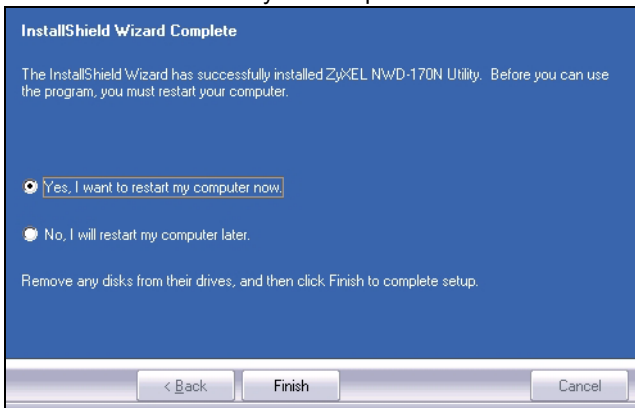 InstallShield Wizard Complete
The InstallShield Wizard has successfully installed ZyXEL NWD-170N Utility. Before you can use
the program, you must restart your computer.
Yes, I want to restart my computer now.
No, I will restart my computer later.
Remove any disks from their drives, and then click Finish to complete setup.
< Back Finish Cancel